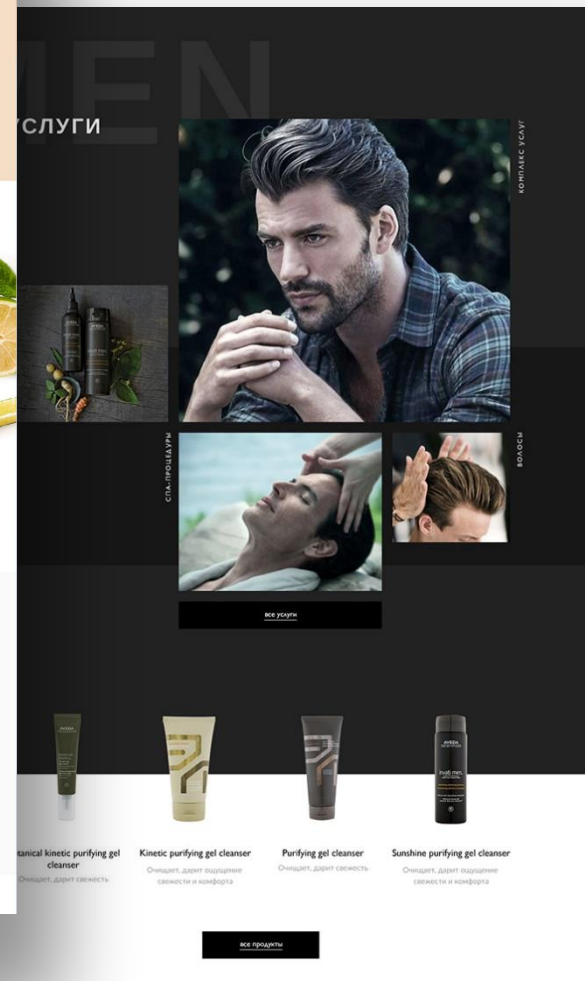 MEN
УСЛУГИ
КОМПЛЕКС УСЛУГ
СПА-ПРОЦЕДУРЫ
ВОЛОСЫ
все услуги
AVEDA
AVEDA
invati men.
tanical kinetic purifying gel
cleanser
Очищает, дарит свежесть
Kinetic purifying gel cleanser
Очищает, дарит ощущение
свежести и комфорта
Purifying gel cleanser
Очищает, дарит свежесть
Sunshine purifying gel cleanser
Очищает, дарит ощущение
свежести и комфорта
все продукты